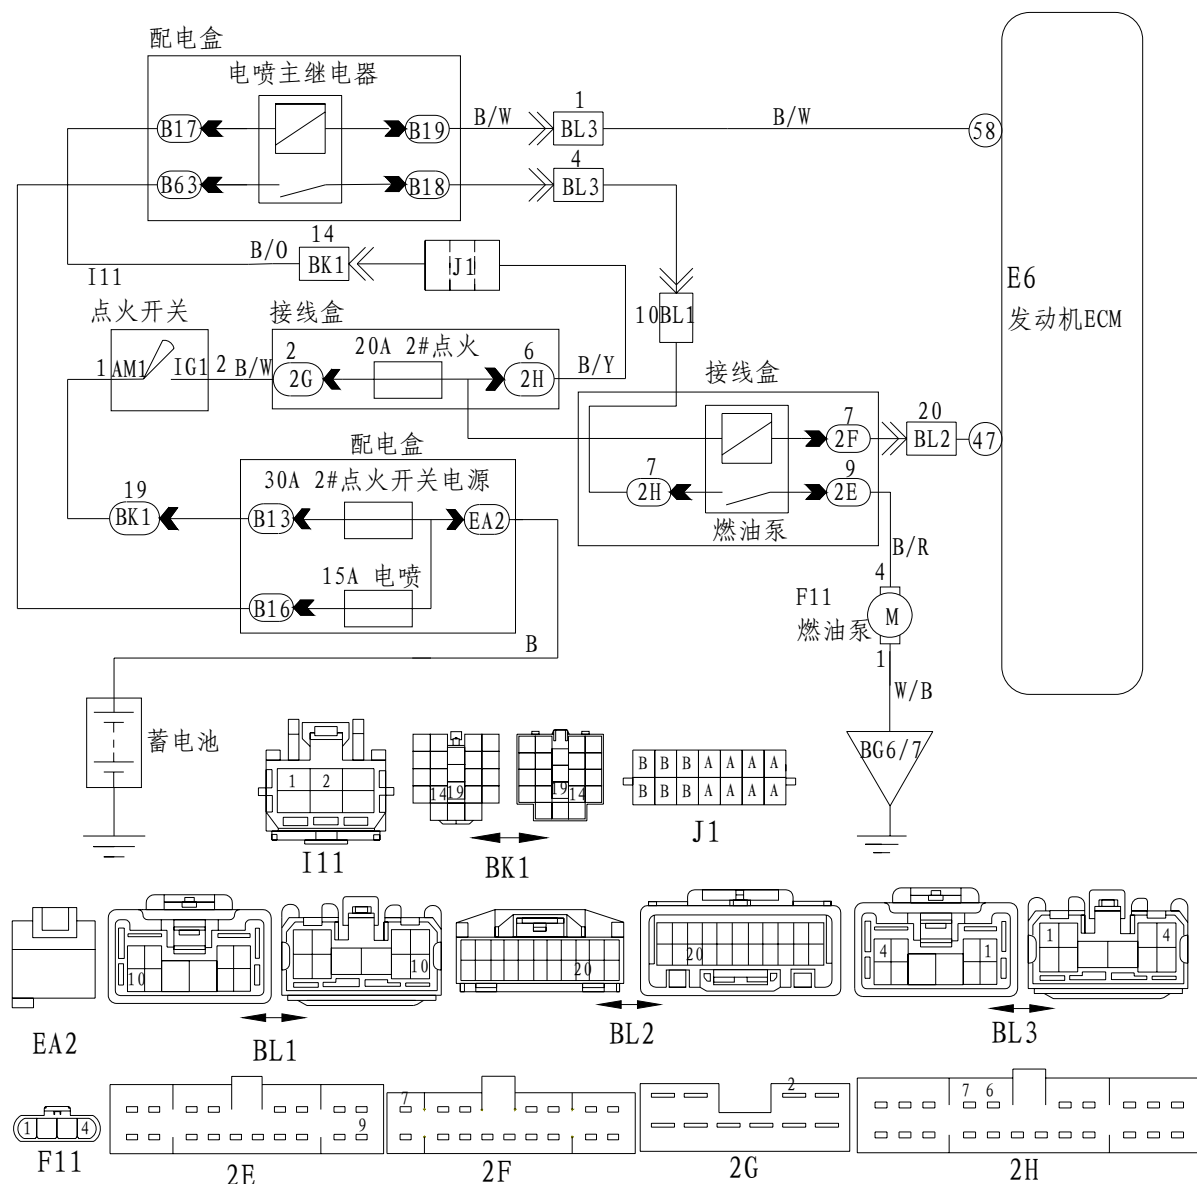 配电盒
电喷主继电器
B17
B19
B/W
1
BL3
B/W
58
B63
B18
4
BL3
B/O
14
BK1
J1
10
BL1
I11
点火开关
1
AM1
IG1
2
B/W
接线盒
2
2G
20A 2#点火
6
2H
B/Y
E6
发动机ECM
接线盒
7
2F
20
BL2
47
7
2H
9
2E
燃油泵
配电盒
30A 2#点火开关电源
19
BK1
B13
EA2
15A 电喷
B16
B
B/R
4
F11
燃油泵
M
1
W/B
BG6/7
蓄电池
1 2
I11
14 19
19 14
BK1
B B B A A A A
B B B A A A A
J1
EA2
10
10
BL1
20
20
BL2
4 1
1 4
BL3
1 4
F11
9
2E
7
2F
2
2G
7 6
2H